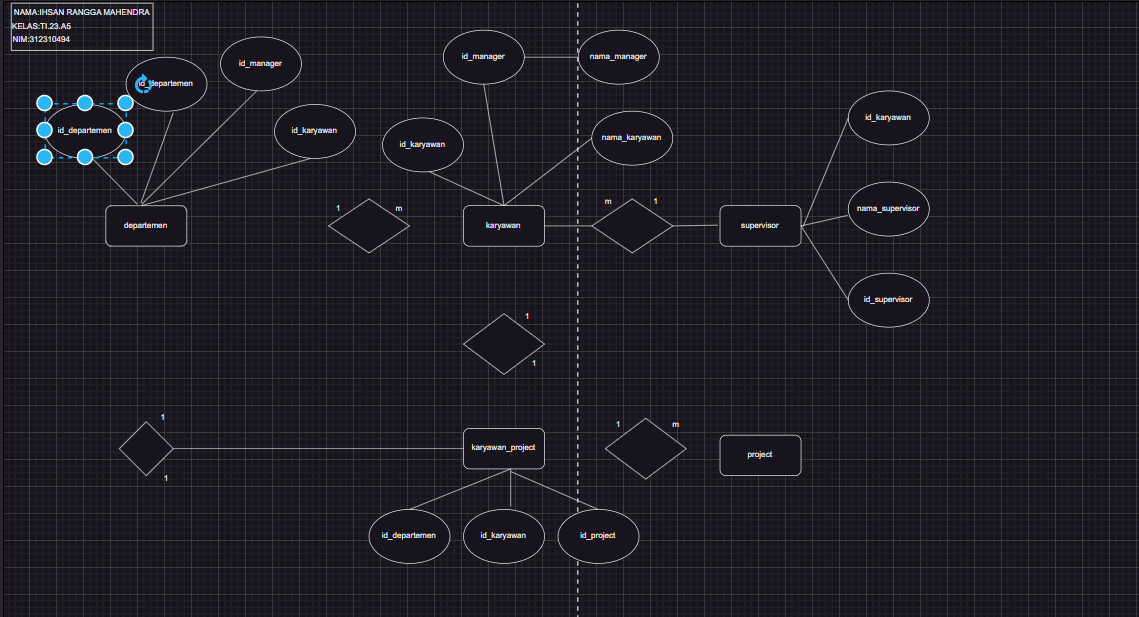 NAMA:IHSAN RANGGA MAHENDRA
KELAS:TI.23.A5
NIM:312310494
id_manager
nama_manager
id_manager
id_departemen
id_karyawan
id_departemen
id_karyawan
nama_karyawan
id_karyawan
1
m
m
1
nama_supervisor
departemen
karyawan
supervisor
id_supervisor
1
1
1
1
m
karyawan_project
project
1
id_departemen
id_karyawan
id_project